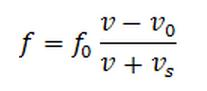 f = f₀ (v − v₀)/(v + vₛ)